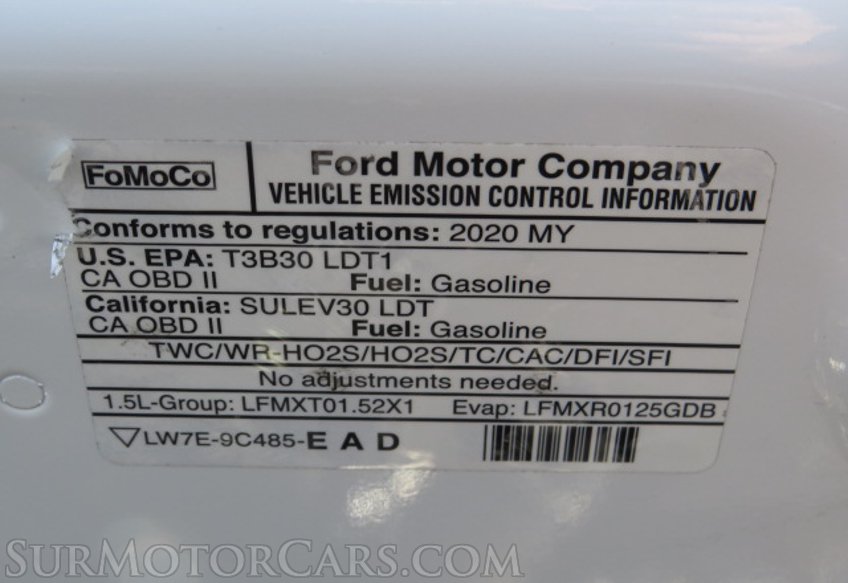 FoMoCo
Ford Motor Company
VEHICLE EMISSION CONTROL INFORMATION
Conforms to regulations: 2020 MY
U.S. EPA: T3B30 LDT1
CA OBD II Fuel: Gasoline
California: SULEV30 LDT
CA OBD II Fuel: Gasoline
TWC/WR-HO2S/HO2S/TC/CAC/DFI/SFI
No adjustments needed.
1.5L-Group: LFMXT01.52X1 Evap: LFMXR0125GDB
LW7E-9C485-E A D
SURMOTORCARS.COM